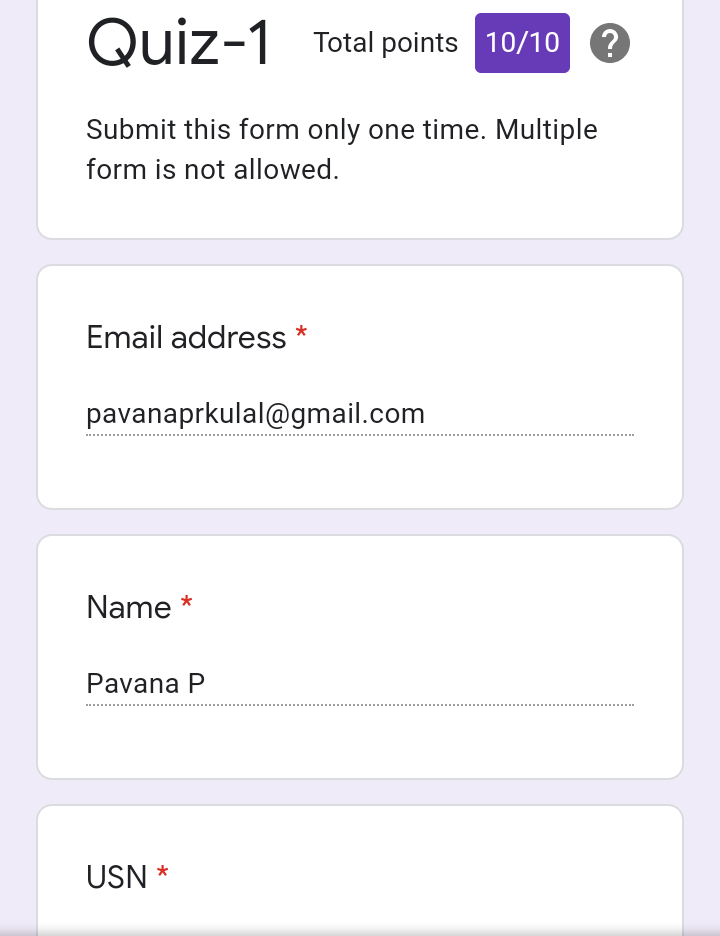 Quiz-1 Total points 10/10 ?
Submit this form only one time. Multiple
form is not allowed.
Email address *
pavanaprkulal@gmail.com
Name *
Pavana P
USN *